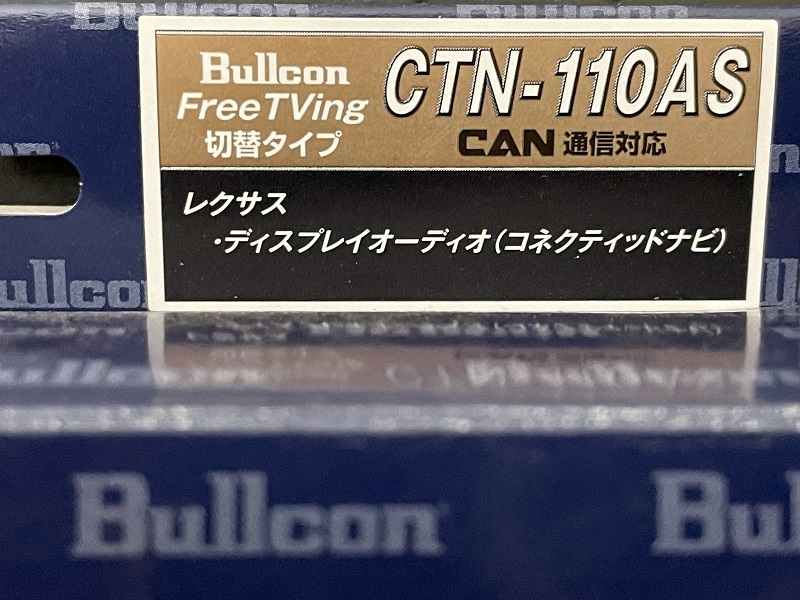 Bullcon
Bullcon
FreeTVing
切替タイプ
CTN-110AS
CAN 通信対応
レクサス
・ディスプレイオーディオ(コネクティッドナビ)
Bullcon